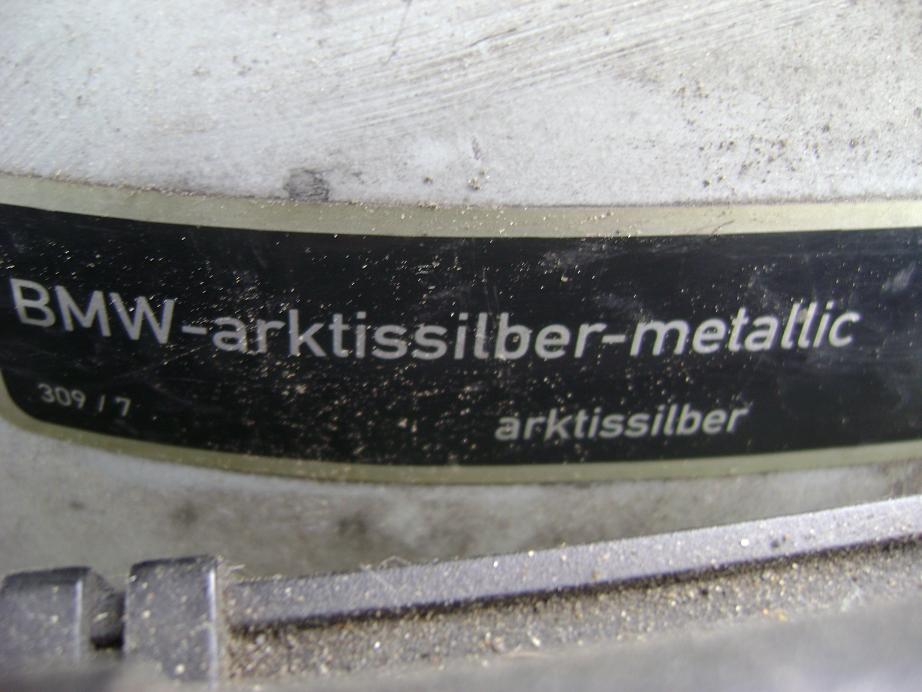 BMW-arktissilber-metallic
309 / 7
arktissilber